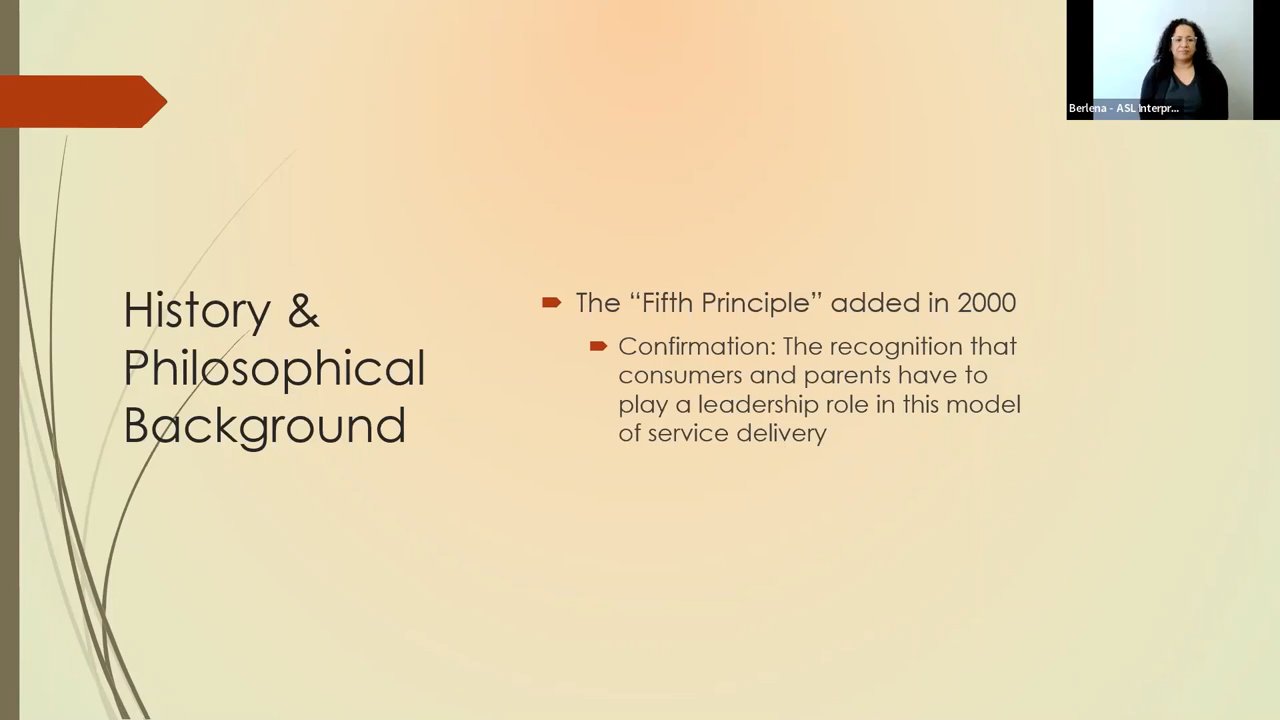 Berlena - ASL Interpr...
History &
Philosophical
Background
The “Fifth Principle” added in 2000
Confirmation: The recognition that
consumers and parents have to
play a leadership role in this model
of service delivery